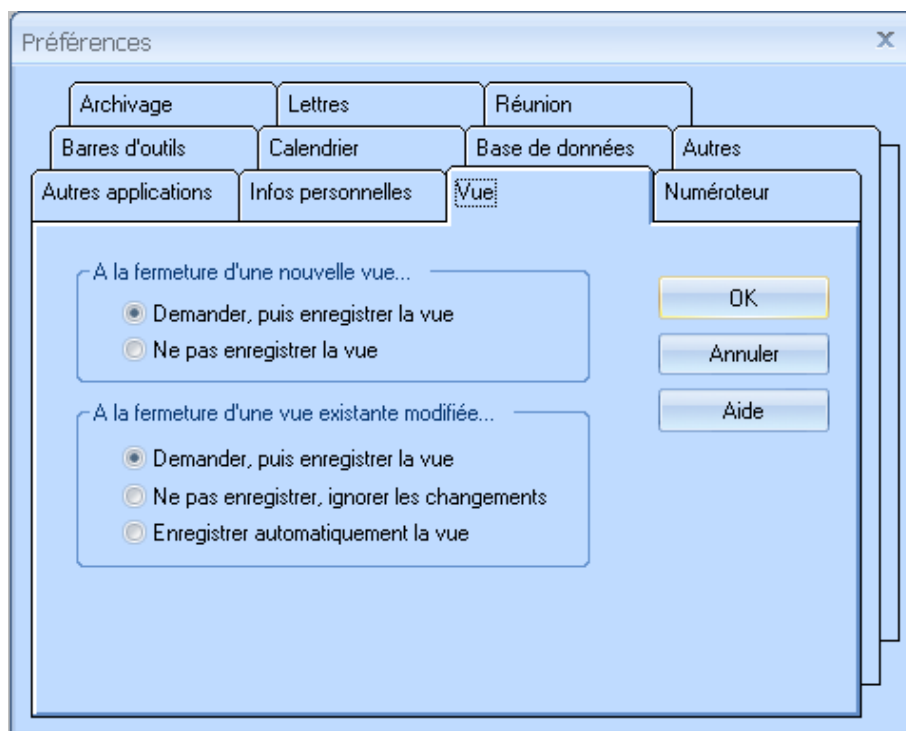 Préférences
Archivage Lettres Réunion
Barres d'outils Calendrier Base de données Autres
Autres applications Infos personnelles Vue Numéroteur
A la fermeture d'une nouvelle vue...
Demander, puis enregistrer la vue
Ne pas enregistrer la vue
A la fermeture d'une vue existante modifiée...
Demander, puis enregistrer la vue
Ne pas enregistrer, ignorer les changements
Enregistrer automatiquement la vue
OK
Annuler
Aide